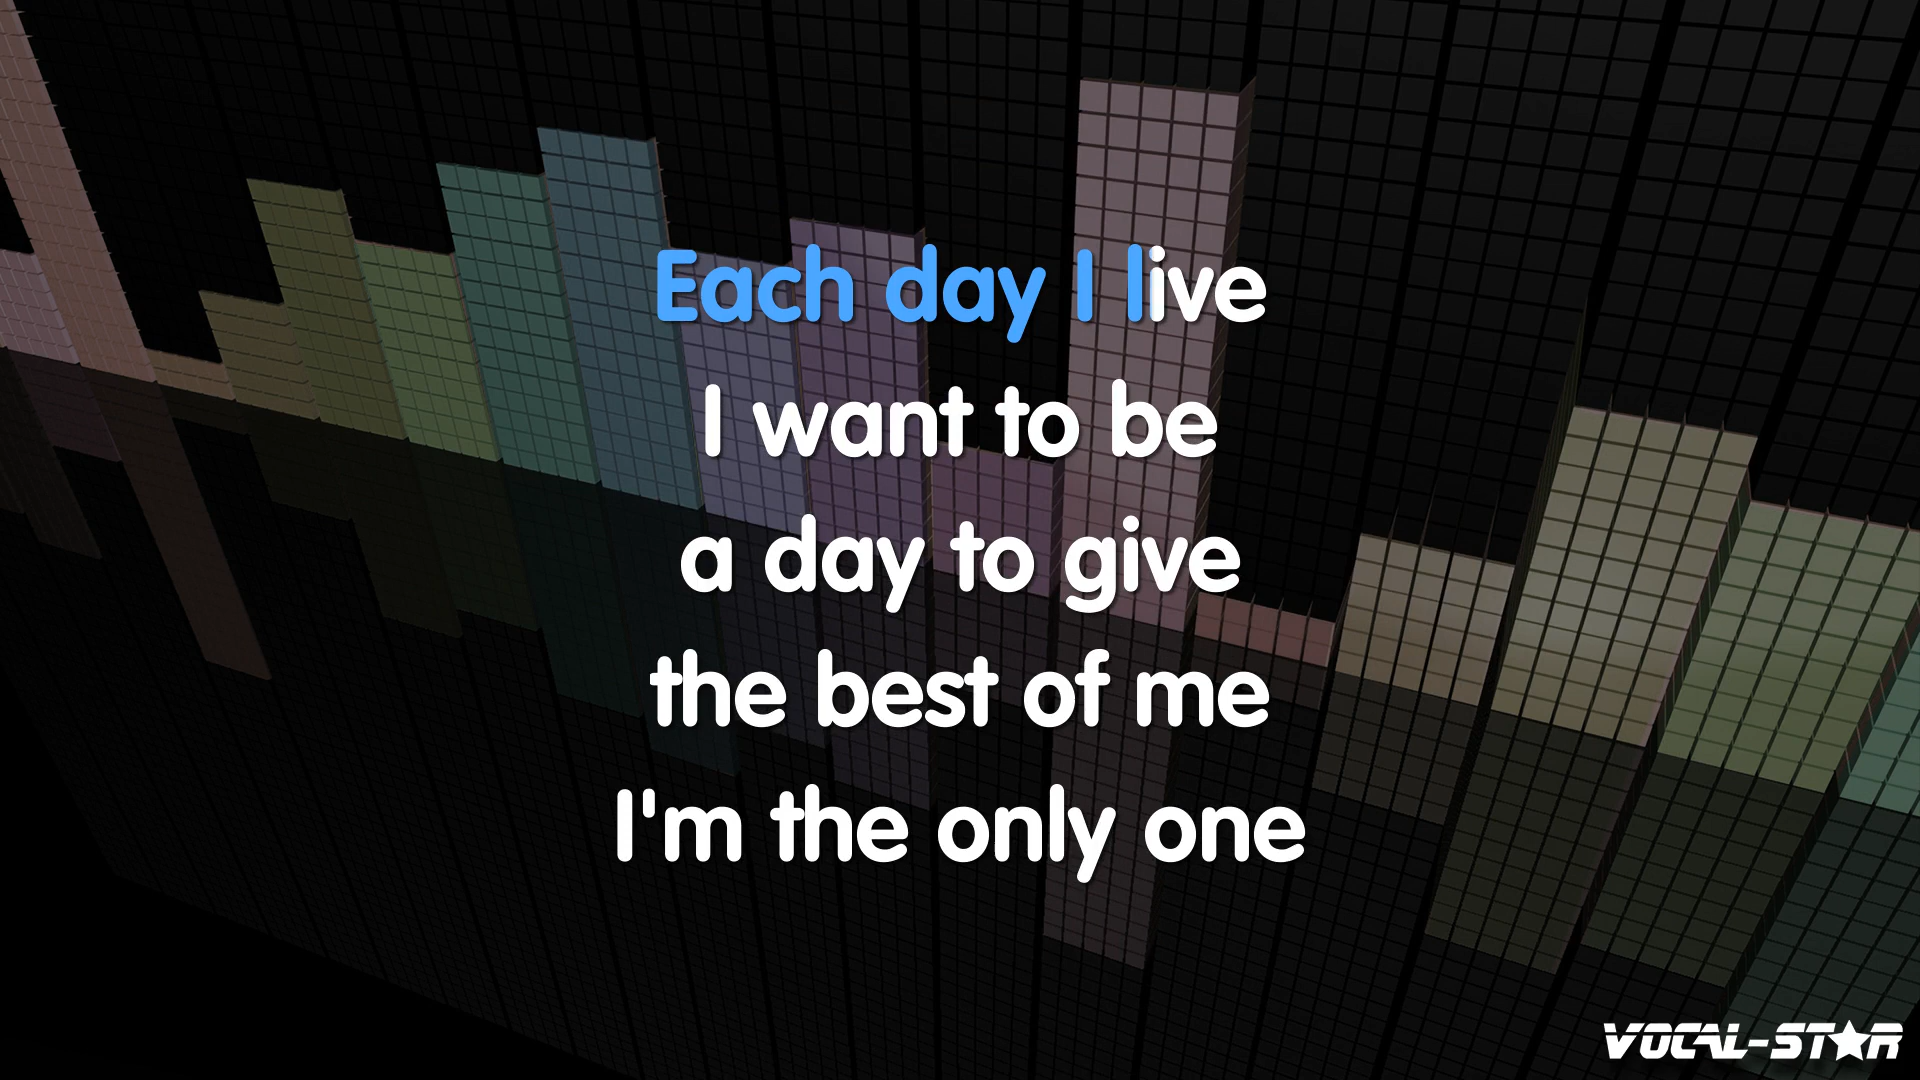 Each day I live
I want to be
a day to give
the best of me
I'm the only one
VOCAL-STAR